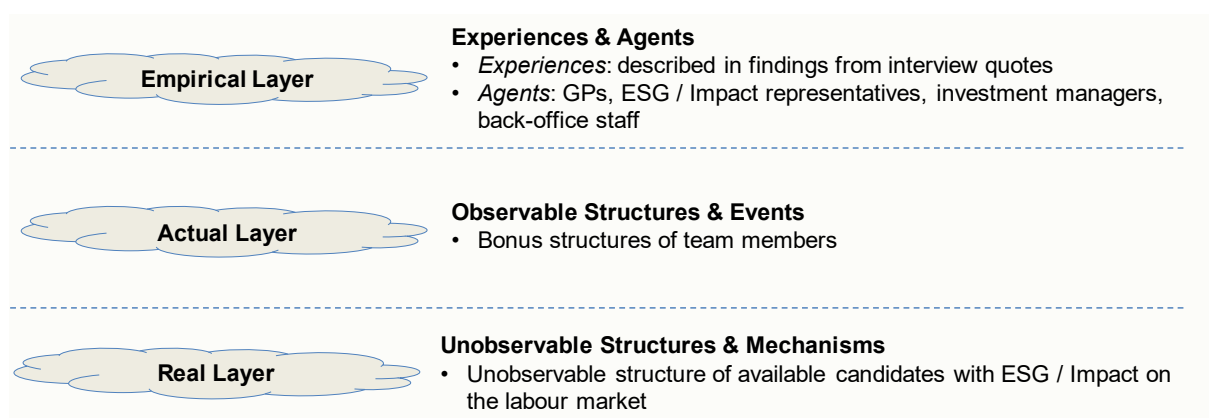 Empirical Layer
Experiences & Agents
• Experiences: described in findings from interview quotes
• Agents: GPs, ESG / Impact representatives, investment managers,
back-office staff
Actual Layer
Observable Structures & Events
• Bonus structures of team members
Real Layer
Unobservable Structures & Mechanisms
• Unobservable structure of available candidates with ESG / Impact on
the labour market